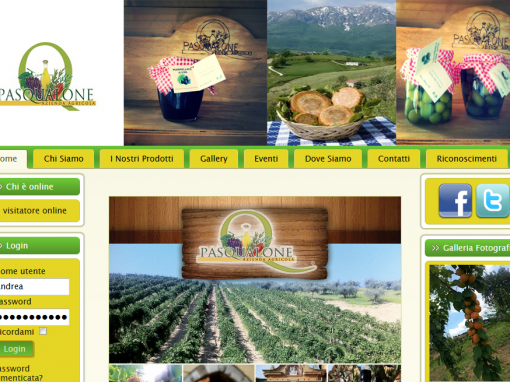 PASQUALONE
AZIENDA AGRICOLA
PASQUALONE
ome
Chi Siamo
I Nostri Prodotti
Gallery
Eventi
Dove Siamo
Contatti
Riconoscimenti
Chi è online
visitatore online
Login
ome utente
ndrea
assword
icordami
Login
assword
menticata?
PASQUALONE
AZIENDA AGRICOLA
Galleria Fotograf